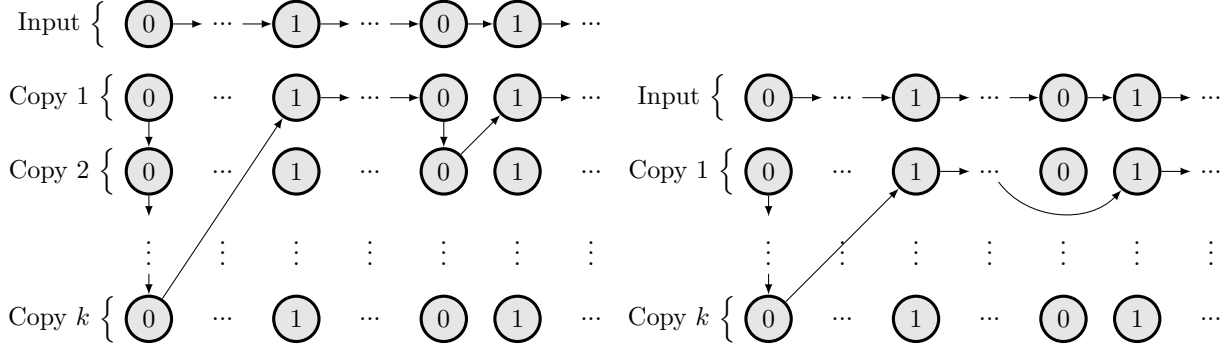 Input { 0 ... 1 ... 0 1 ...
Copy 1 { 0 ... 1 ... 0 1 ...
Copy 2 { 0 ... 1 ... 0 1 ...
⋮ ⋮ ⋮ ⋮ ⋮ ⋮ ⋮
Copy k { 0 ... 1 ... 0 1 ...
Input { 0 ... 1 ... 0 1 ...
Copy 1 { 0 ... 1 ... 0 1 ...
⋮ ⋮ ⋮ ⋮ ⋮ ⋮ ⋮
Copy k { 0 ... 1 ... 0 1 ...